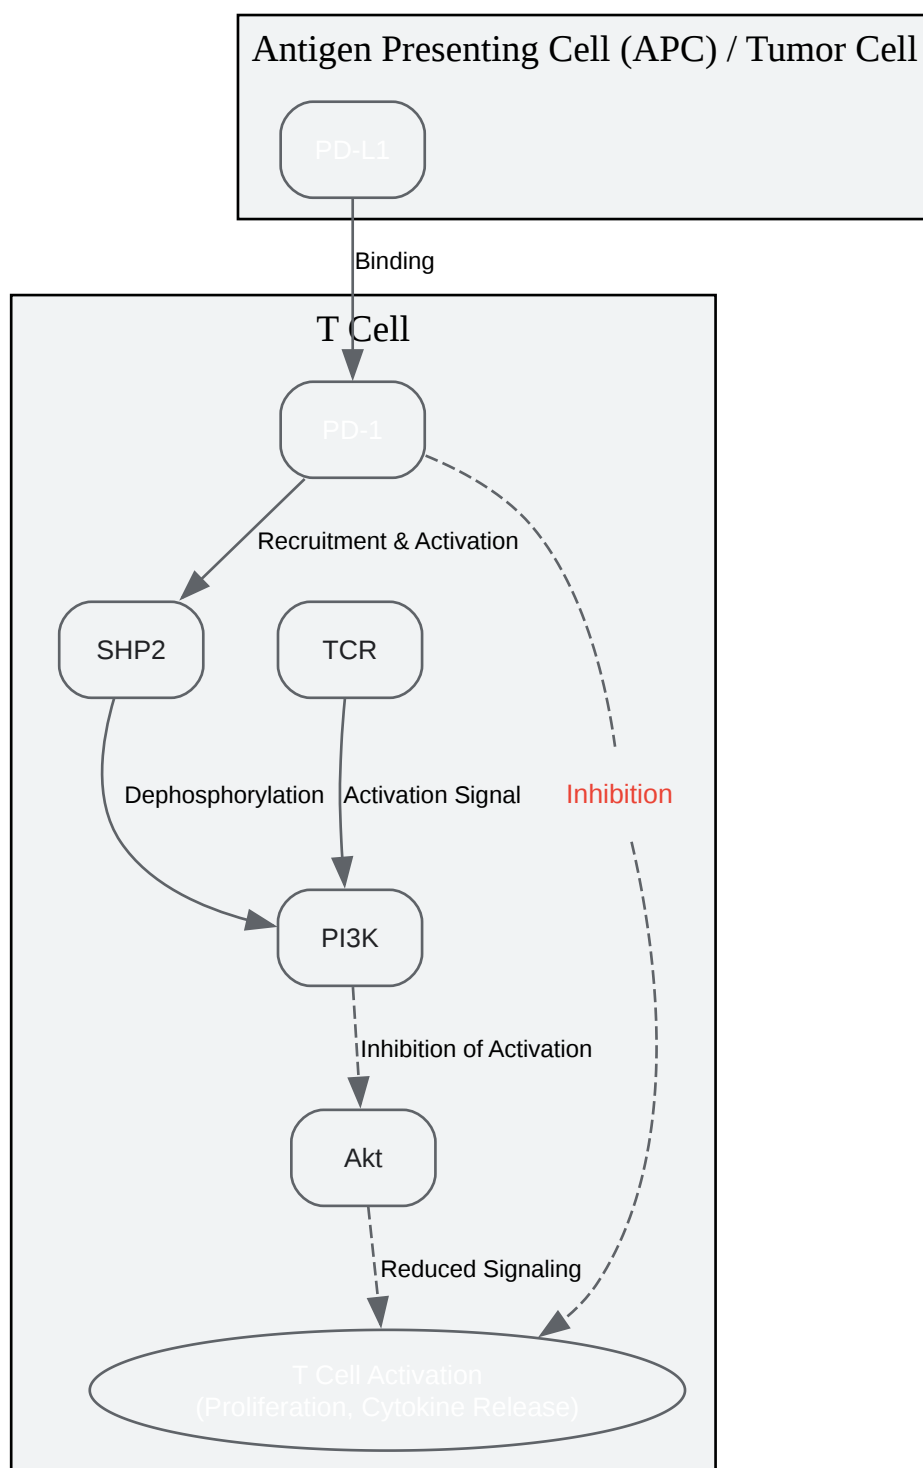 Antigen Presenting Cell (APC) / Tumor Cell
PD-L1
Binding
T Cell
PD-1
Recruitment & Activation
SHP2
TCR
Dephosphorylation
Activation Signal
Inhibition
PI3K
Inhibition of Activation
Akt
Reduced Signaling
T Cell Activation
(Proliferation, Cytokine Release)